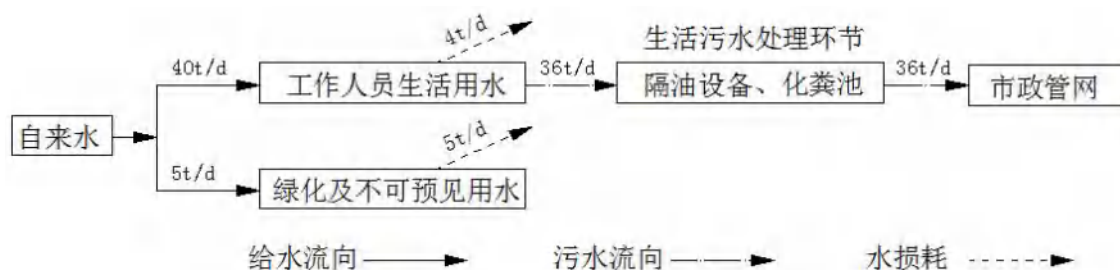 4t/d
生活污水处理环节
40t/d
工作人员生活用水
36t/d
隔油设备、化粪池
36t/d
市政管网
自来水
5t/d
5t/d
绿化及不可预见用水
给水流向
污水流向
水损耗